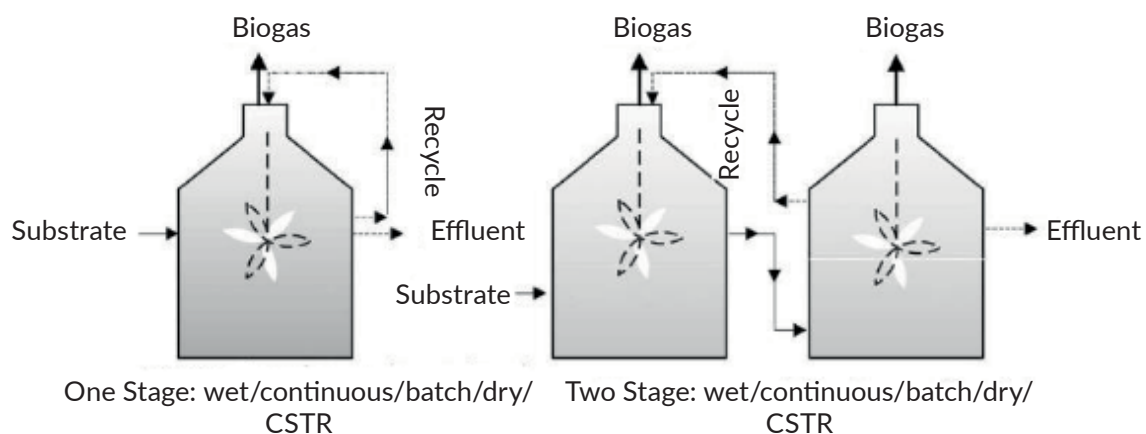 Biogas
Biogas
Biogas
Recycle
Recycle
Substrate
Effluent
Substrate
Effluent
One Stage: wet/continuous/batch/dry/
CSTR
Two Stage: wet/continuous/batch/dry/
CSTR